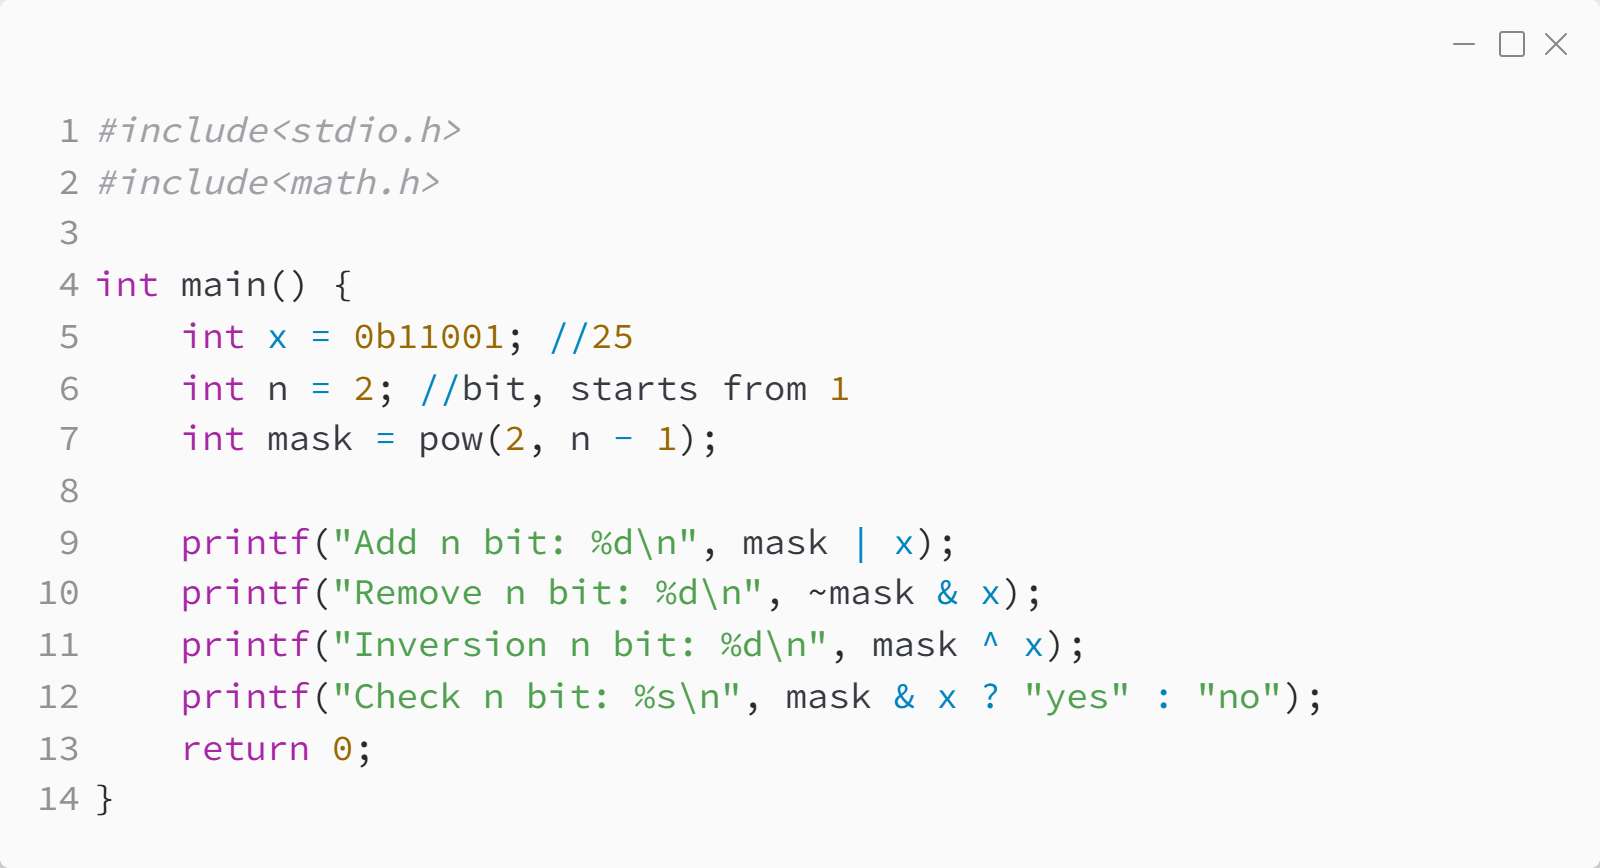 1 #include<stdio.h>
2 #include<math.h>
3
4 int main() {
5     int x = 0b11001; //25
6     int n = 2; //bit, starts from 1
7     int mask = pow(2, n - 1);
8
9     printf("Add n bit: %d\n", mask | x);
10     printf("Remove n bit: %d\n", ~mask & x);
11     printf("Inversion n bit: %d\n", mask ^ x);
12     printf("Check n bit: %s\n", mask & x ? "yes" : "no");
13     return 0;
14 }